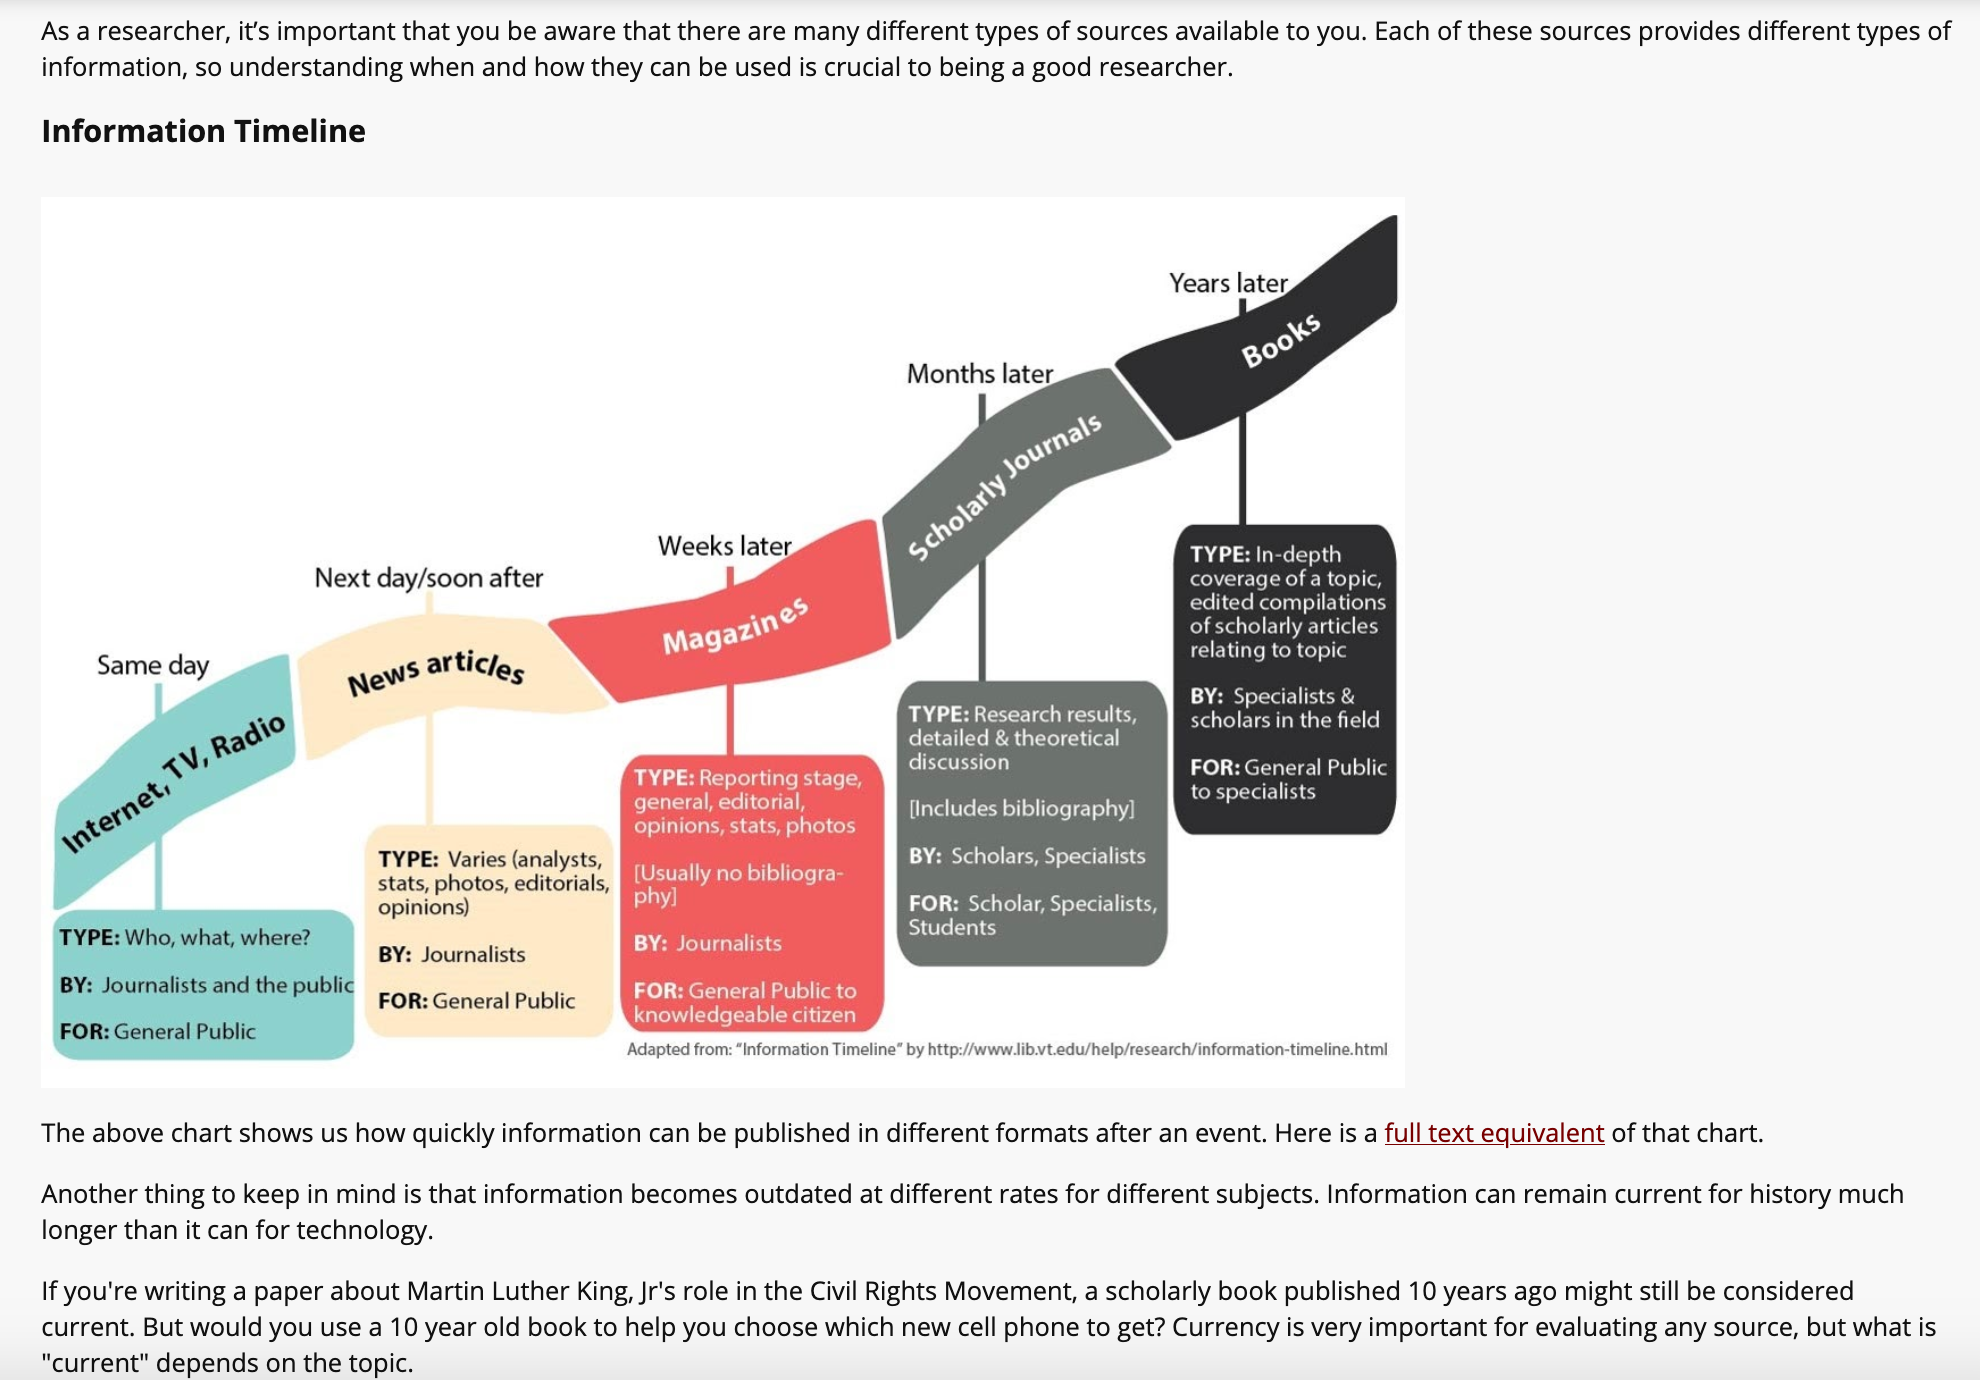 As a researcher, it’s important that you be aware that there are many different types of sources available to you. Each of these sources provides different types of
information, so understanding when and how they can be used is crucial to being a good researcher.
Information Timeline
Same day
Internet, TV, Radio
TYPE: Who, what, where?
BY: Journalists and the public
FOR: General Public
Next day/soon after
News articles
TYPE: Varies (analysts,
stats, photos, editorials,
opinions)
BY: Journalists
FOR: General Public
Weeks later
Magazines
TYPE: Reporting stage,
general, editorial,
opinions, stats, photos
[Usually no bibliogra-
phy]
BY: Journalists
FOR: General Public to
knowledgeable citizen
Months later
Scholarly Journals
TYPE: Research results,
detailed & theoretical
discussion
[Includes bibliography]
BY: Scholars, Specialists
FOR: Scholar, Specialists,
Students
Years later
Books
TYPE: In-depth
coverage of a topic,
edited compilations
of scholarly articles
relating to topic
BY: Specialists &
scholars in the field
FOR: General Public
to specialists
Adapted from: “Information Timeline” by http://www.lib.vt.edu/help/research/information-timeline.html
The above chart shows us how quickly information can be published in different formats after an event. Here is a full text equivalent of that chart.
Another thing to keep in mind is that information becomes outdated at different rates for different subjects. Information can remain current for history much
longer than it can for technology.
If you're writing a paper about Martin Luther King, Jr's role in the Civil Rights Movement, a scholarly book published 10 years ago might still be considered
current. But would you use a 10 year old book to help you choose which new cell phone to get? Currency is very important for evaluating any source, but what is
"current" depends on the topic.